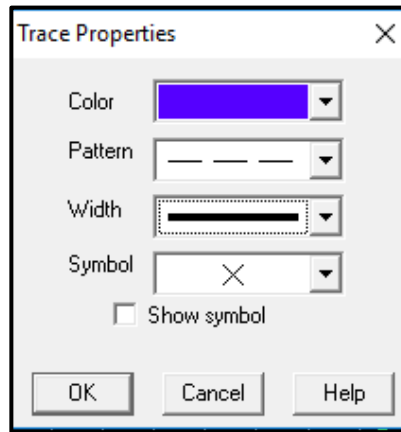 Trace Properties
Color
Pattern
Width
Symbol
Show symbol
OK Cancel Help